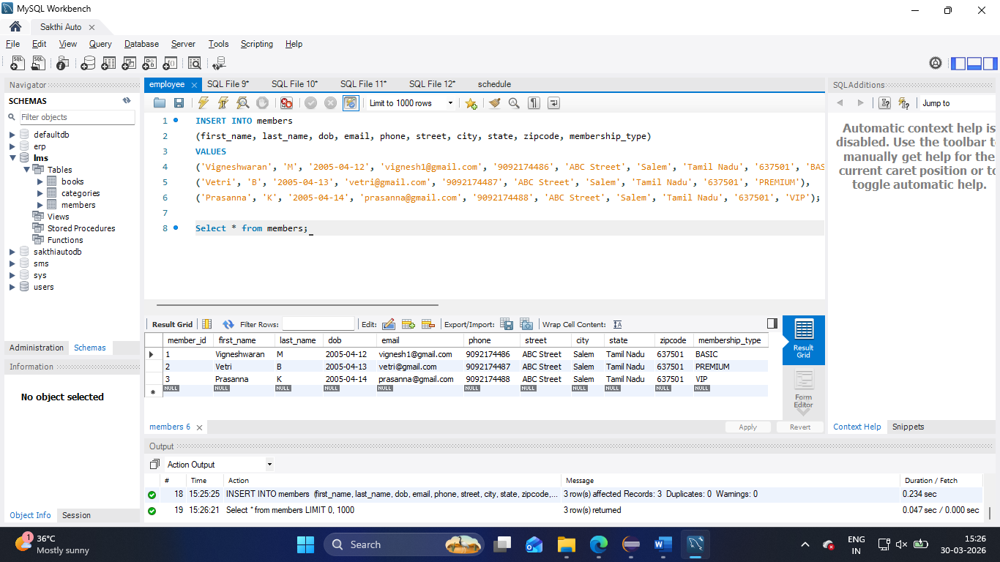 MySQL Workbench
Sakthi Auto
File Edit View Query Database Server Tools Scripting Help
Navigator
SCHEMAS
Filter objects
defaultdb
erp
lms
Tables
books
categories
members
Views
Stored Procedures
Functions
sakthiautodb
sms
sys
users
Administration Schemas
Information
No object selected
Object Info Session
employee SQL File 9* SQL File 10* SQL File 11* SQL File 12* schedule
Limit to 1000 rows
1 INSERT INTO members
2 (first_name, last_name, dob, email, phone, street, city, state, zipcode, membership_type)
3 VALUES
4 ('Vigneshwaran', 'M', '2005-04-12', 'vignesh1@gmail.com', '9092174486', 'ABC Street', 'Salem', 'Tamil Nadu', '637501', 'BAS
5 ('Vetri', 'B', '2005-04-13', 'vetri@gmail.com', '9092174487', 'ABC Street', 'Salem', 'Tamil Nadu', '637501', 'PREMIUM'),
6 ('Prasanna', 'K', '2005-04-14', 'prasanna@gmail.com', '9092174488', 'ABC Street', 'Salem', 'Tamil Nadu', '637501', 'VIP');
7
8 Select * from members;
Result Grid Filter Rows: Edit: Export/Import: Wrap Cell Content:
member_id first_name last_name dob email phone street city state zipcode membership_type
1 Vigneshwaran M 2005-04-12 vignesh1@gmail.com 9092174486 ABC Street Salem Tamil Nadu 637501 BASIC
2 Vetri B 2005-04-13 vetri@gmail.com 9092174487 ABC Street Salem Tamil Nadu 637501 PREMIUM
3 Prasanna K 2005-04-14 prasanna@gmail.com 9092174488 ABC Street Salem Tamil Nadu 637501 VIP
NULL NULL NULL NULL NULL NULL NULL NULL NULL NULL NULL
Result
Grid
Form
Editor
members 6 Apply Revert
SQLAdditions
Jump to
Automatic context help is
disabled. Use the toolbar t
manually get help for the
current caret position or to
toggle automatic help.
Context Help Snippets
Output
Action Output
# Time Action Message Duration / Fetch
18 15:25:25 INSERT INTO members (first_name, last_name, dob, email, phone, street, city, state, zipcode,... 3 row(s) affected Records: 3 Duplicates: 0 Warnings: 0 0.234 sec
19 15:26:21 Select * from members LIMIT 0, 1000 3 row(s) returned 0.047 sec / 0.000 sec
1
36°C
Mostly sunny
Search
ENG
IN
15:26
30-03-2026